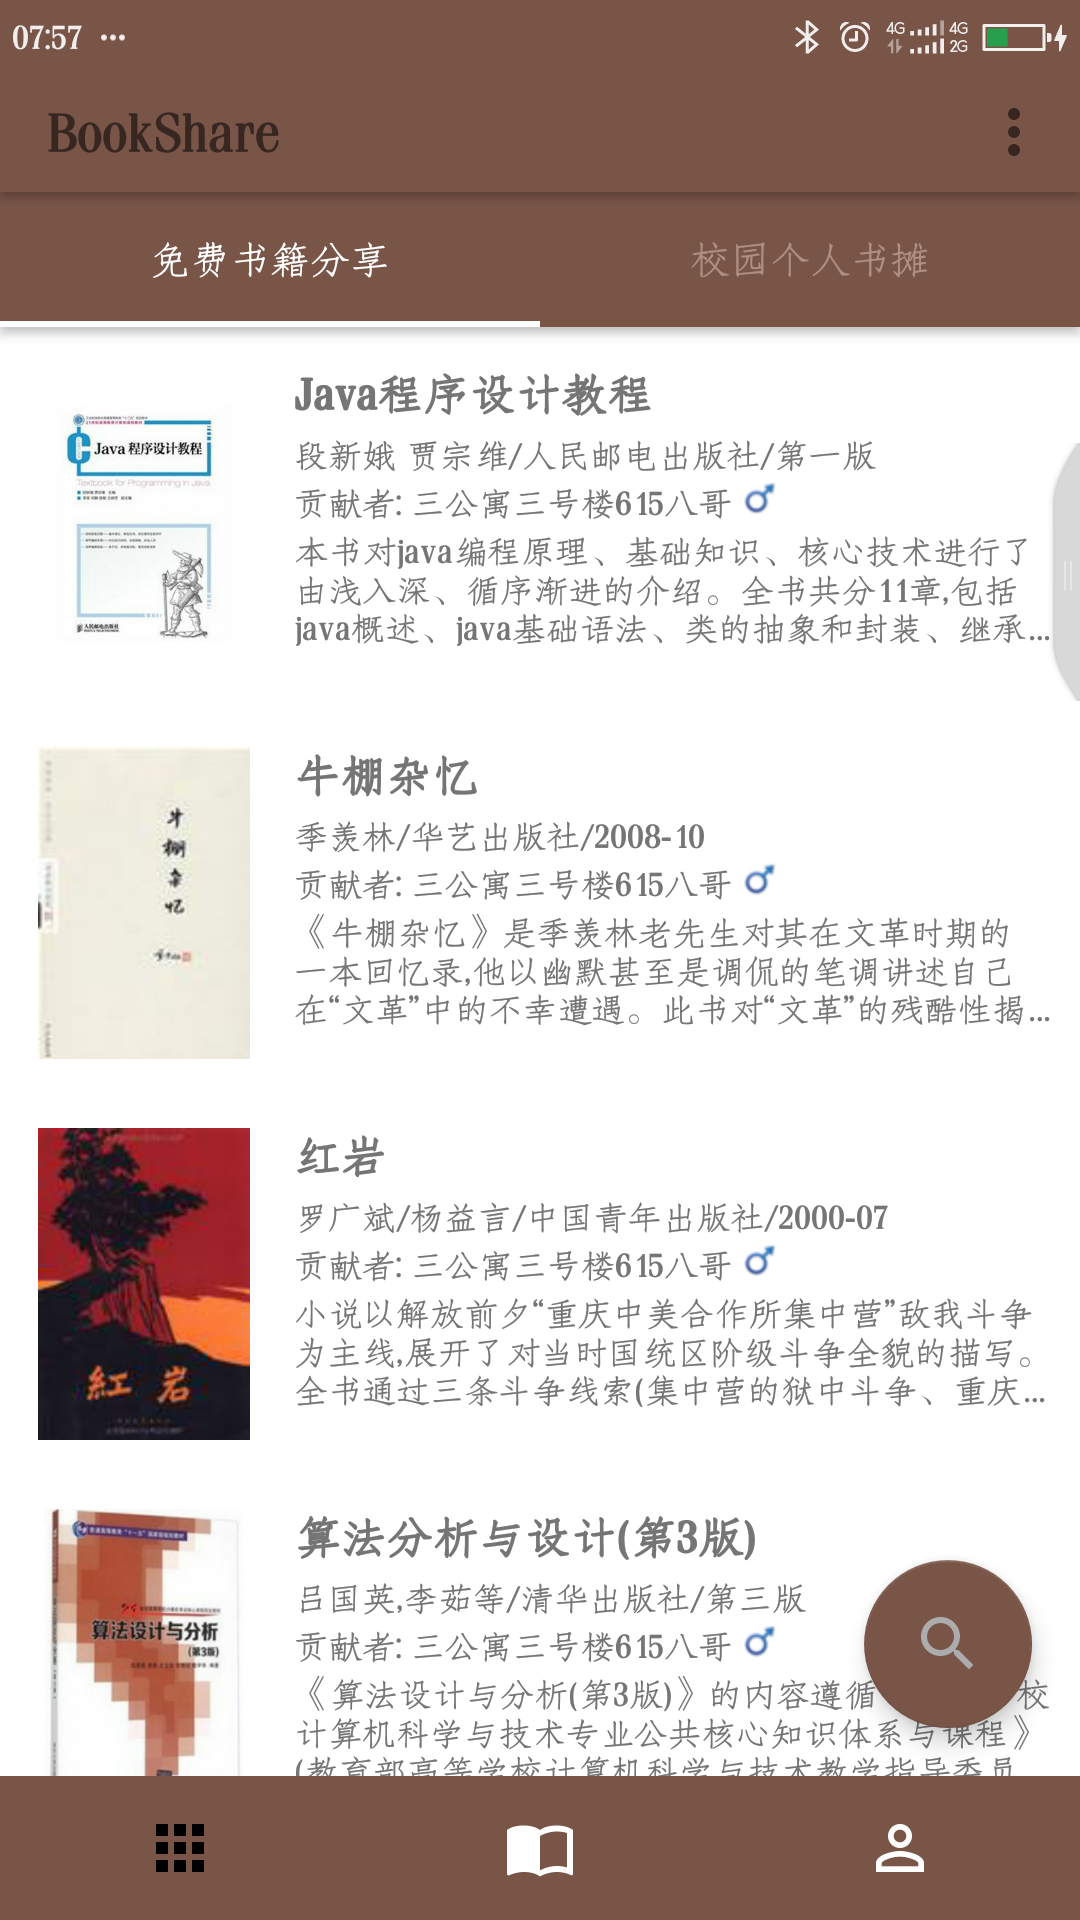 07:57 ...
4G 4G
2G
BookShare
免费书籍分享
校园个人书摊
Java程序设计教程
段新娥 贾宗维/人民邮电出版社/第一版
贡献者: 三公寓三号楼615八哥
本书对java编程原理、基础知识、核心技术进行了
由浅入深、循序渐进的介绍。全书共分11章,包括
java概述、java基础语法、类的抽象和封装、继承...
Java 程序设计教程
Textbook for Programming in Java
人民邮电出版社
牛棚杂忆
季羡林/华艺出版社/2008-10
贡献者: 三公寓三号楼615八哥
《牛棚杂忆》是季羡林老先生对其在文革时期的
一本回忆录,他以幽默甚至是调侃的笔调讲述自己
在“文革”中的不幸遭遇。此书对“文革”的残酷性揭...
牛棚杂忆
红岩
罗广斌/杨益言/中国青年出版社/2000-07
贡献者: 三公寓三号楼615八哥
小说以解放前夕“重庆中美合作所集中营”敌我斗争
为主线,展开了对当时国统区阶级斗争全貌的描写。
全书通过三条斗争线索(集中营的狱中斗争、重庆...
紅岩
算法分析与设计(第3版)
吕国英,李茹等/清华出版社/第三版
贡献者: 三公寓三号楼615八哥
《算法设计与分析(第3版)》的内容遵循 校
计算机科学与技术专业公共核心知识体系与课程》
(教育部高等学校计算机科学与技术教学指导委员
算法设计与分析
(第3版)